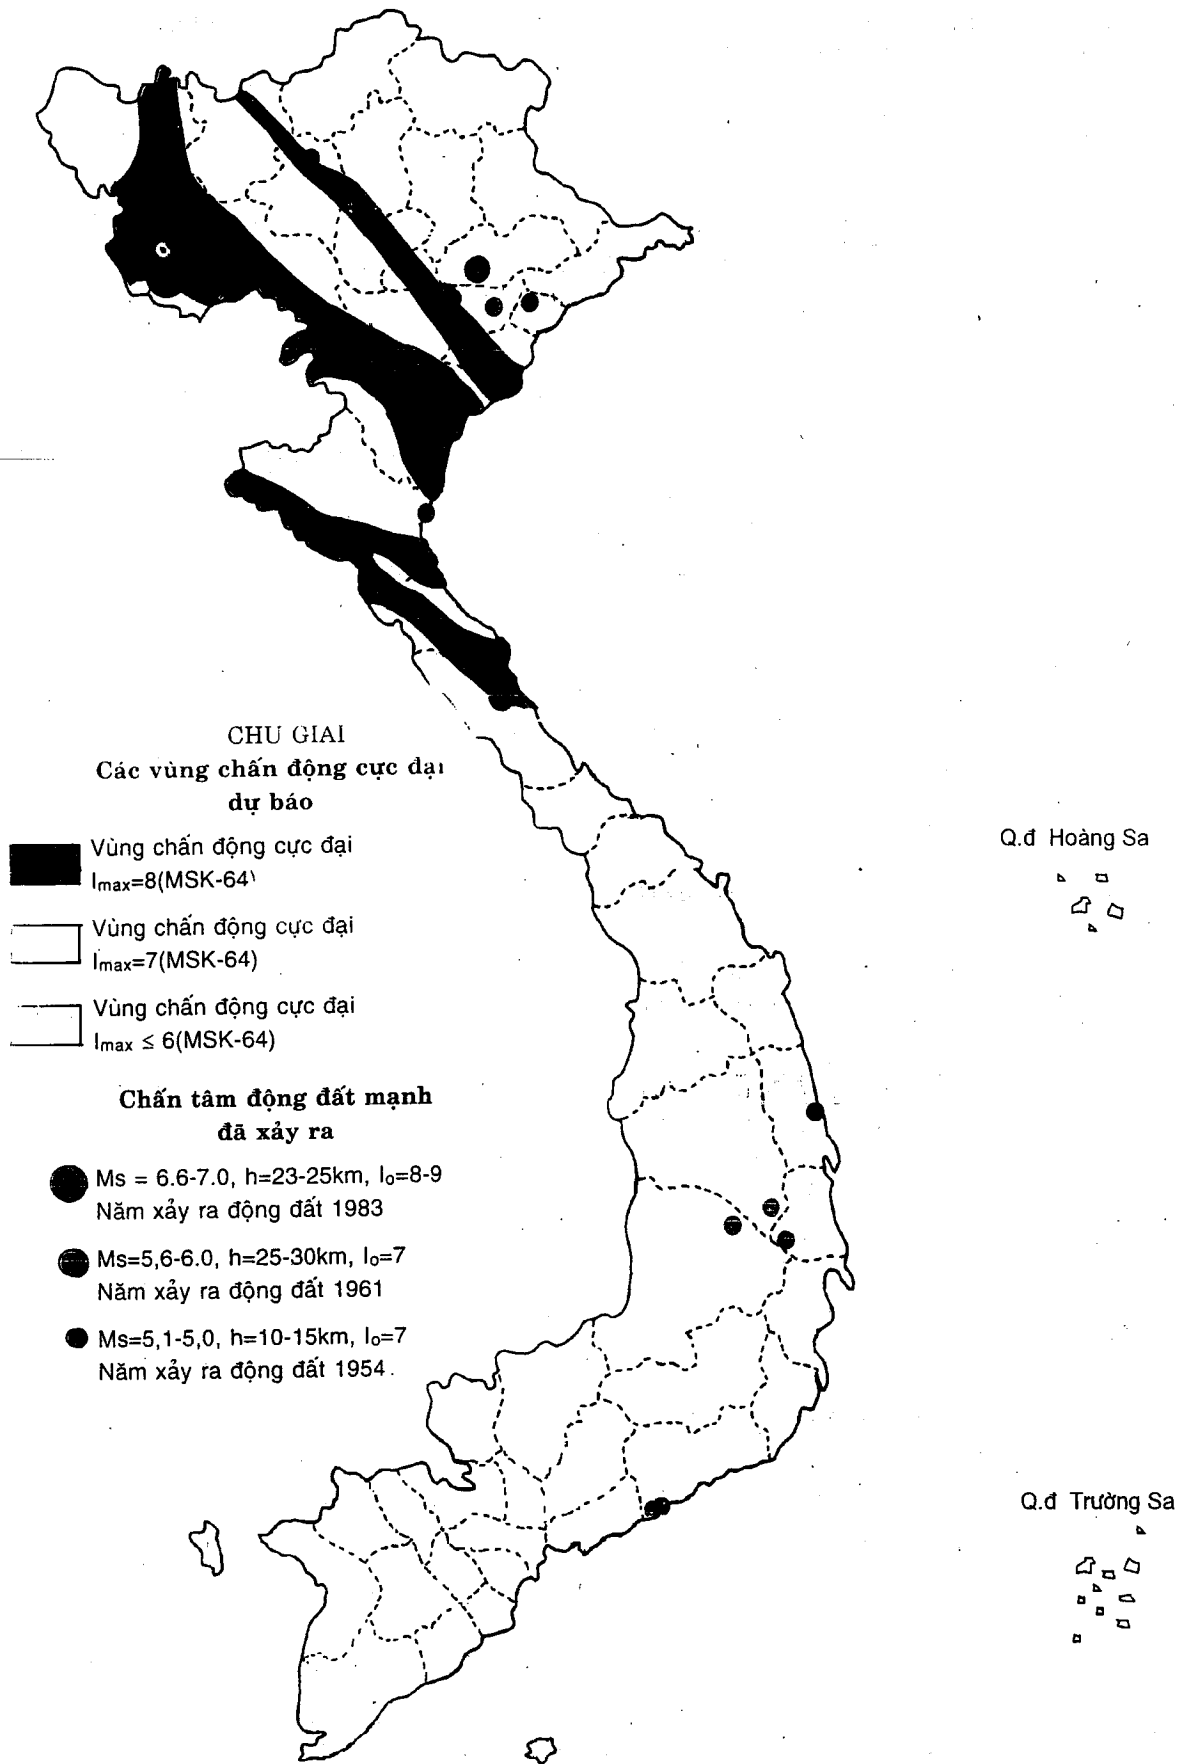 CHU GIAI
Các vùng chấn động cực đại
dự báo
Vùng chấn động cực đại
Imax=8(MSK-64)
Vùng chấn động cực đại
Imax=7(MSK-64)
Vùng chấn động cực đại
Imax ≤ 6(MSK-64)
Chấn tâm động đất mạnh
đã xảy ra
Ms = 6.6-7.0, h=23-25km, Io=8-9
Năm xảy ra động đất 1983
Ms=5,6-6.0, h=25-30km, Io=7
Năm xảy ra động đất 1961
Ms=5,1-5,0, h=10-15km, Io=7
Năm xảy ra động đất 1954.
Q.đ Hoàng Sa
Q.đ Trường Sa